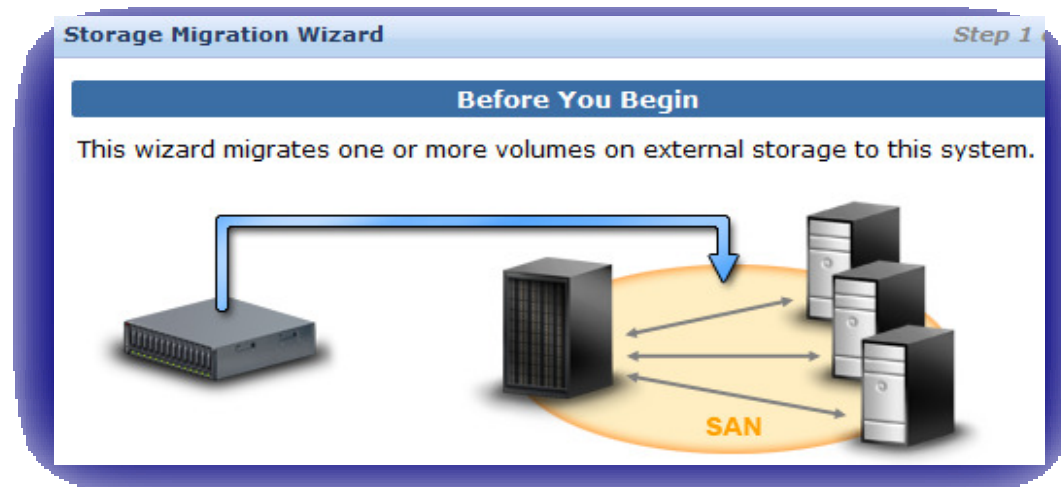 Storage Migration Wizard
Step 1
Before You Begin
This wizard migrates one or more volumes on external storage to this system.
SAN